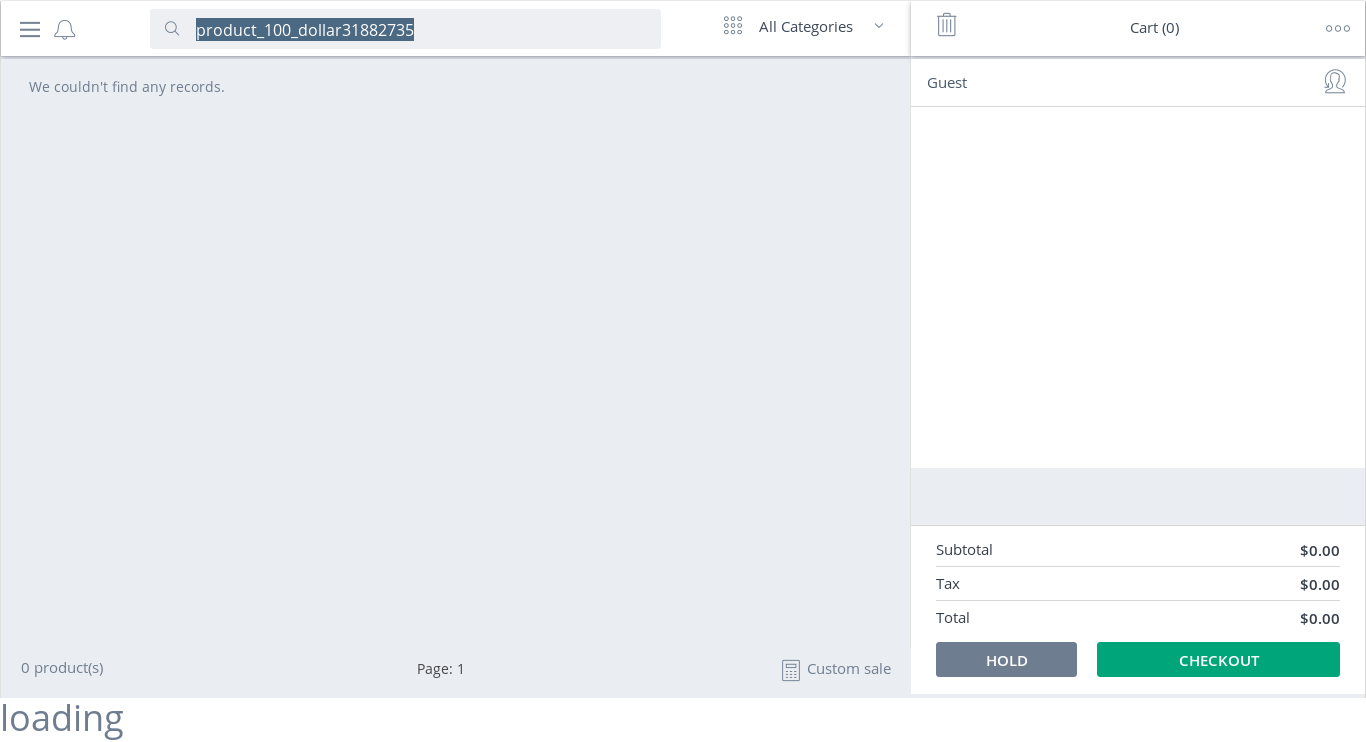 product_100_dollar31882735
All Categories
Cart (0)
We couldn't find any records.
Guest
Subtotal $0.00
Tax $0.00
Total $0.00
HOLD CHECKOUT
0 product(s) Page: 1 Custom sale
loading